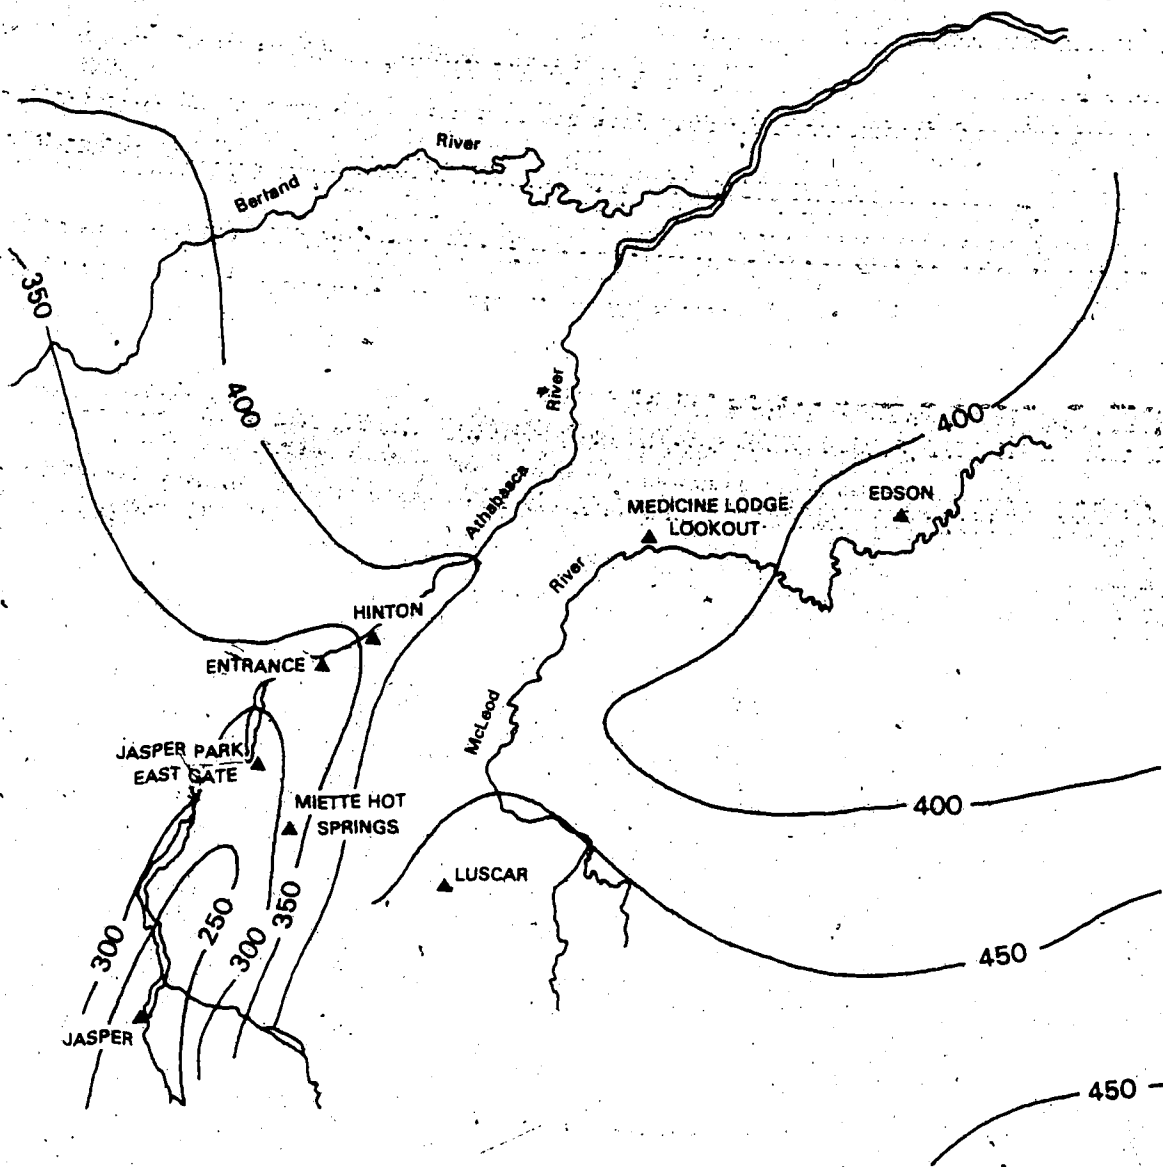 River
Berland
350
400
River
400
Athabasca
EDSON
MEDICINE LODGE
LOOKOUT
River
HINTON
ENTRANCE
McLeod
JASPER PARK
EAST GATE
MIETTE HOT
SPRINGS
400
LUSCAR
350
250
300
300
450
JASPER
450